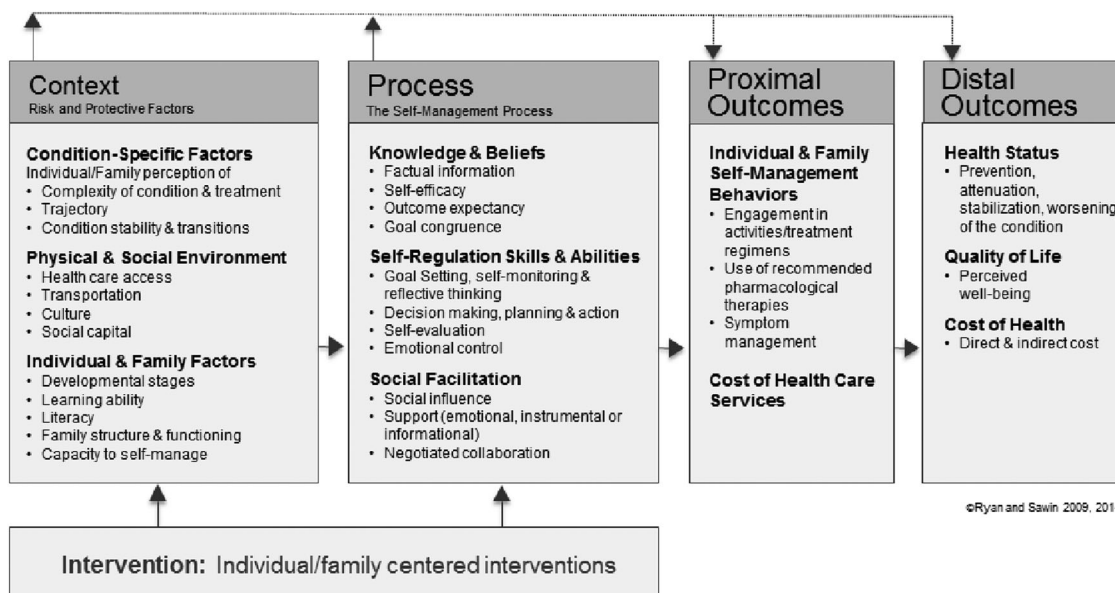 Context
Risk and Protective Factors
Condition-Specific Factors
Individual/Family perception of
• Complexity of condition & treatment
• Trajectory
• Condition stability & transitions
Physical & Social Environment
• Health care access
• Transportation
• Culture
• Social capital
Individual & Family Factors
• Developmental stages
• Learning ability
• Literacy
• Family structure & functioning
• Capacity to self-manage
Process
The Self-Management Process
Knowledge & Beliefs
• Factual information
• Self-efficacy
• Outcome expectancy
• Goal congruence
Self-Regulation Skills & Abilities
• Goal Setting, self-monitoring &
reflective thinking
• Decision making, planning & action
• Self-evaluation
• Emotional control
Social Facilitation
• Social influence
• Support (emotional, instrumental or
informational)
• Negotiated collaboration
Proximal
Outcomes
Individual & Family
Self-Management
Behaviors
• Engagement in
activities/treatment
regimens
• Use of recommended
pharmacological
therapies
• Symptom
management
Cost of Health Care
Services
Distal
Outcomes
Health Status
• Prevention,
attenuation,
stabilization, worsening
of the condition
Quality of Life
• Perceived
well-being
Cost of Health
• Direct & indirect cost
©Ryan and Sawin 2009, 201
Intervention: Individual/family centered interventions